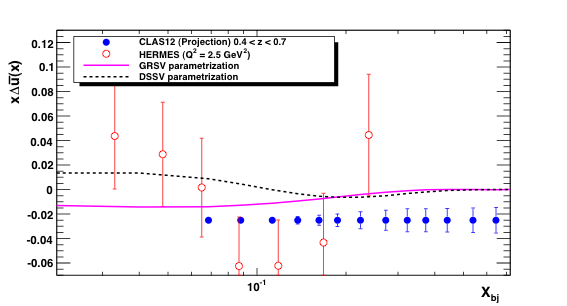 CLAS12 (Projection) 0.4 < z < 0.7
HERMES (Q² = 2.5 GeV²)
GRSV parametrization
DSSV parametrization
x Δu̅(x)
0.12
0.1
0.08
0.06
0.04
0.02
0
-0.02
-0.04
-0.06
10⁻¹
X_bj